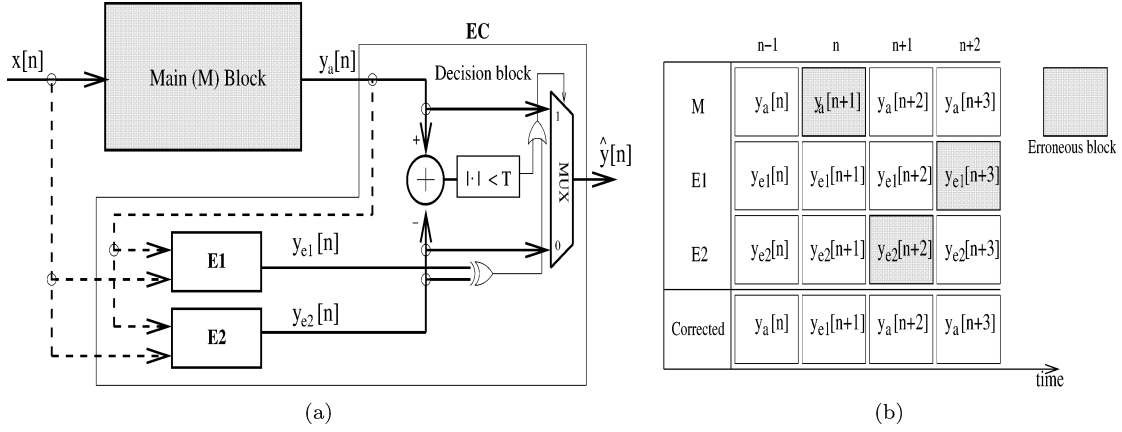 EC
x[n]
Main (M) Block
y_a[n]
Decision block
1
+
+
|·| < T
MUX
ŷ[n]
−
0
E1
y_e1[n]
E2
y_e2[n]
(a)
n−1 n n+1 n+2
M y_a[n] y_a[n+1] y_a[n+2] y_a[n+3]
Erroneous block
E1 y_e1[n] y_e1[n+1] y_e1[n+2] y_e1[n+3]
E2 y_e2[n] y_e2[n+1] y_e2[n+2] y_e2[n+3]
Corrected y_a[n] y_e1[n+1] y_a[n+2] y_a[n+3]
time
(b)